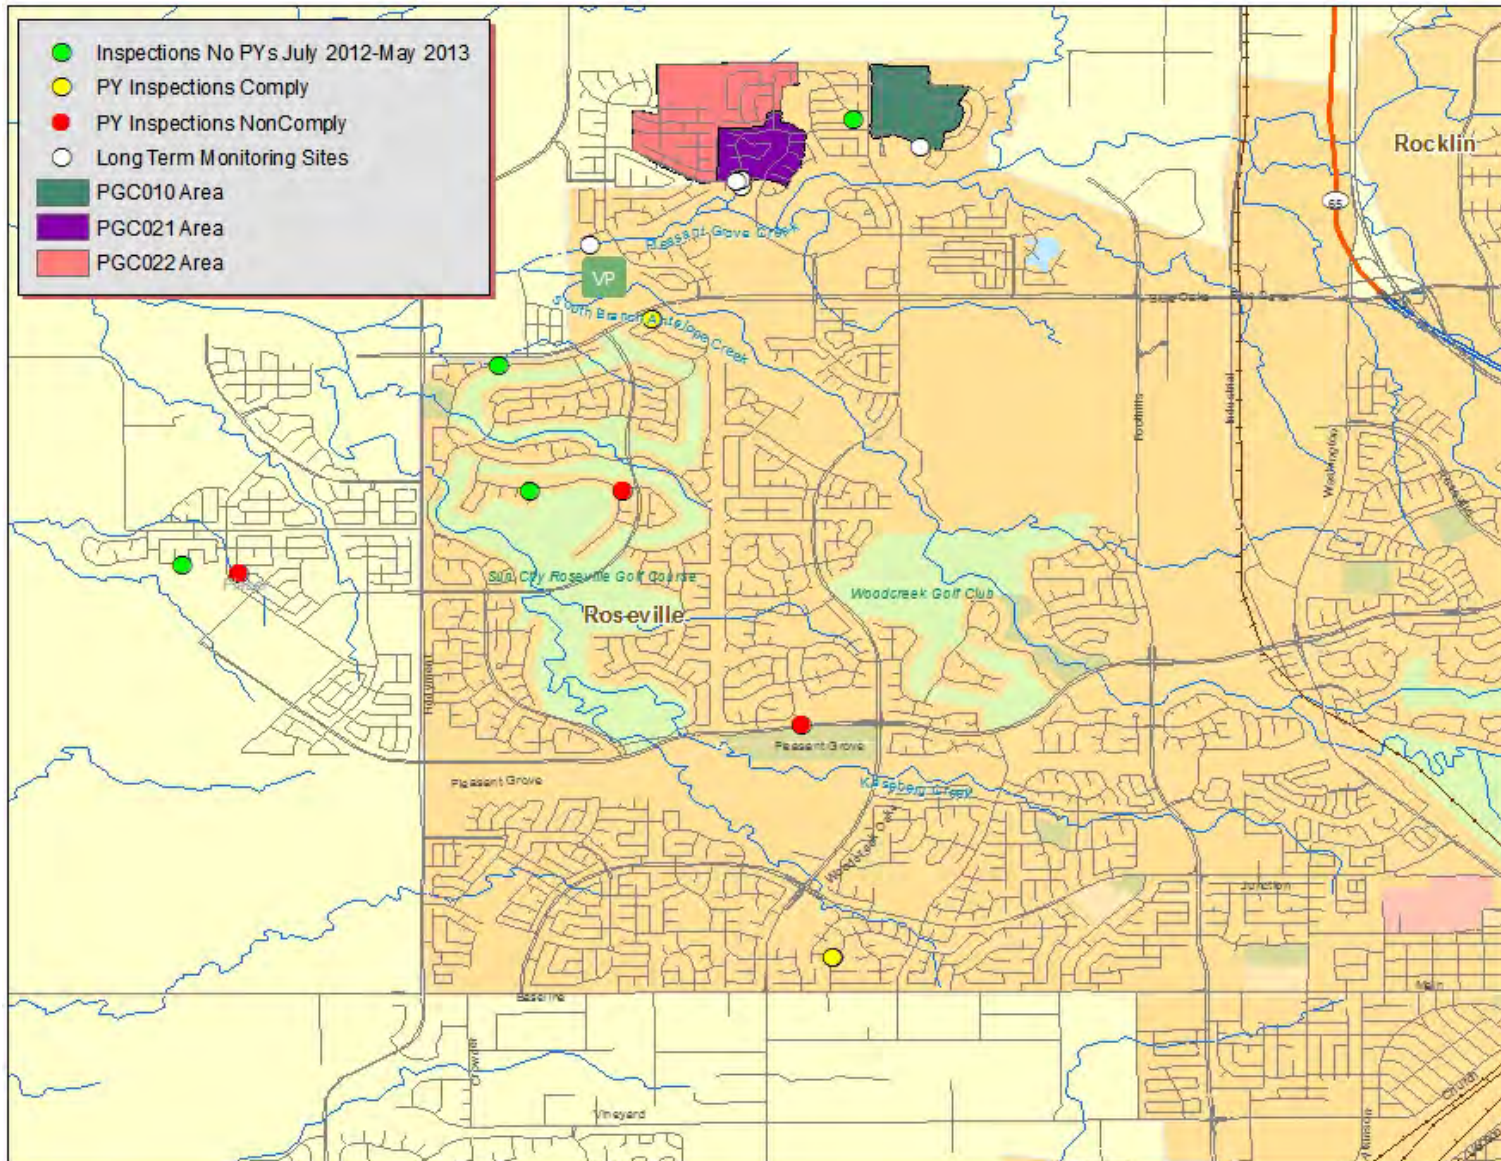 Inspections No PYs July 2012-May 2013
PY Inspections Comply
PY Inspections NonComply
Long Term Monitoring Sites
PGC010 Area
PGC021 Area
PGC022 Area
Rocklin
65
Pleasant Grove Creek
VP
South Branch Antelope Creek
Blue Oaks
Foothills
Industrial
Washington
Sun City Roseville Golf Course
Woodcreek Golf Club
Roseville
Fiddyment
Pleasant Grove
Pleasant Grove
Kaseberg Creek
Woodcreek Oaks
Junction
Baseline
Main
Crowder
Vineyard
Church